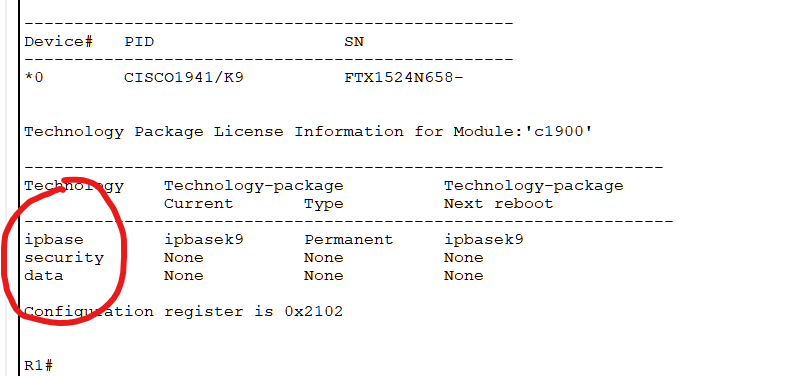 -------------------------------------------------
Device#   PID                   SN
-------------------------------------------------
*0        CISCO1941/K9          FTX1524N658-
Technology Package License Information for Module:'c1900'
----------------------------------------------------------------
Technology    Technology-package          Technology-package
              Current       Type          Next reboot
-----------------------------------------------------------------
ipbase        ipbasek9      Permanent     ipbasek9
security      None          None          None
data          None          None          None
Configuration register is 0x2102
R1#